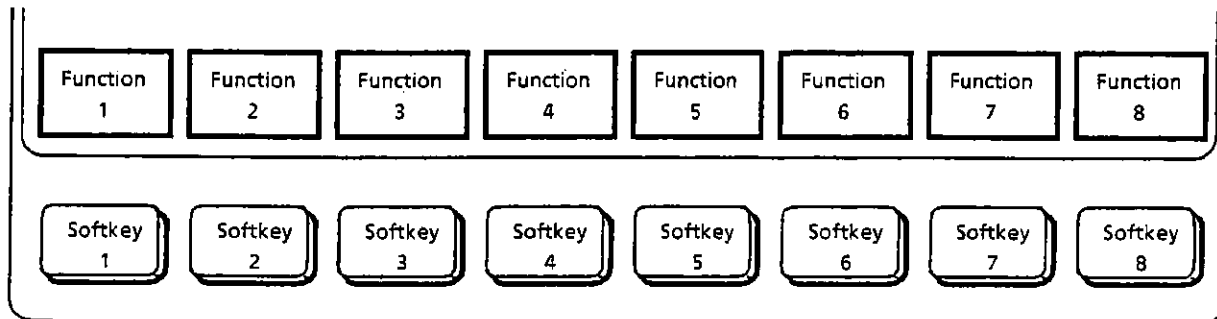 Function Function Function Function Function Function Function Function
1 2 3 4 5 6 7 8
Softkey Softkey Softkey Softkey Softkey Softkey Softkey Softkey
1 2 3 4 5 6 7 8